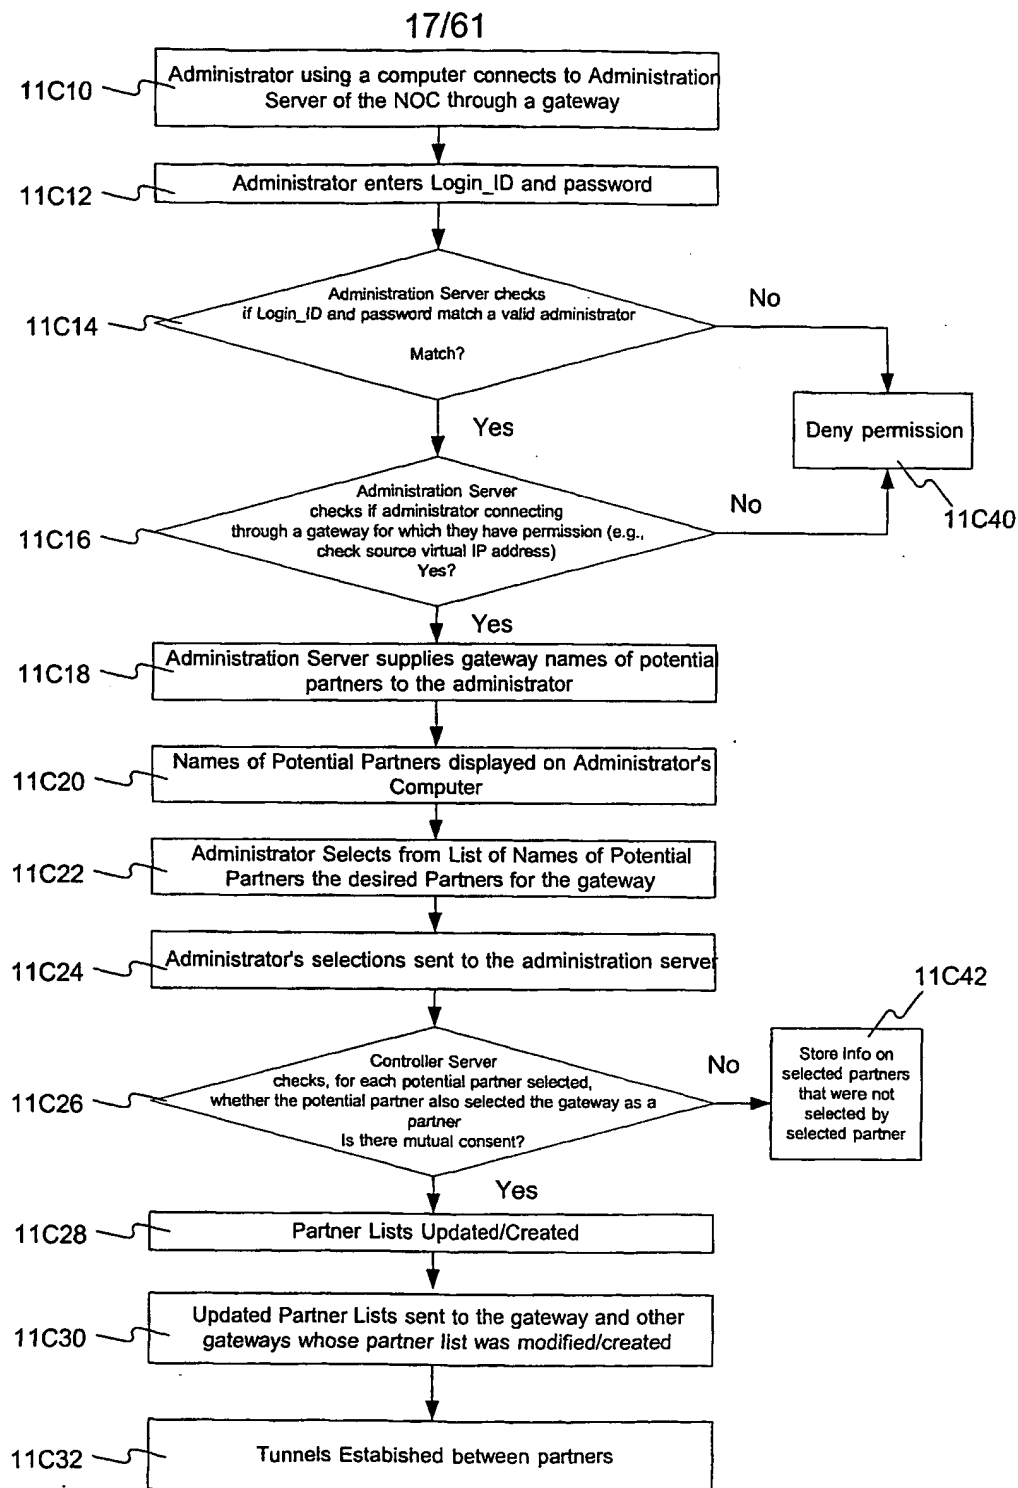 17/61
11C10
Administrator using a computer connects to Administration
Server of the NOC through a gateway
11C12
Administrator enters Login_ID and password
11C14
Administration Server checks
if Login_ID and password match a valid administrator
Match?
No
Yes
Deny permission
11C40
11C16
Administration Server
checks if administrator connecting
through a gateway for which they have permission (e.g.,
check source virtual IP address)
Yes?
No
Yes
11C18
Administration Server supplies gateway names of potential
partners to the administrator
11C20
Names of Potential Partners displayed on Administrator's
Computer
11C22
Administrator Selects from List of Names of Potential
Partners the desired Partners for the gateway
11C24
Administrator's selections sent to the administration server
11C26
Controller Server
checks, for each potential partner selected,
whether the potential partner also selected the gateway as a
partner
Is there mutual consent?
No
11C42
Store info on
selected partners
that were not
selected by
selected partner
Yes
11C28
Partner Lists Updated/Created
11C30
Updated Partner Lists sent to the gateway and other
gateways whose partner list was modified/created
11C32
Tunnels Estabished between partners